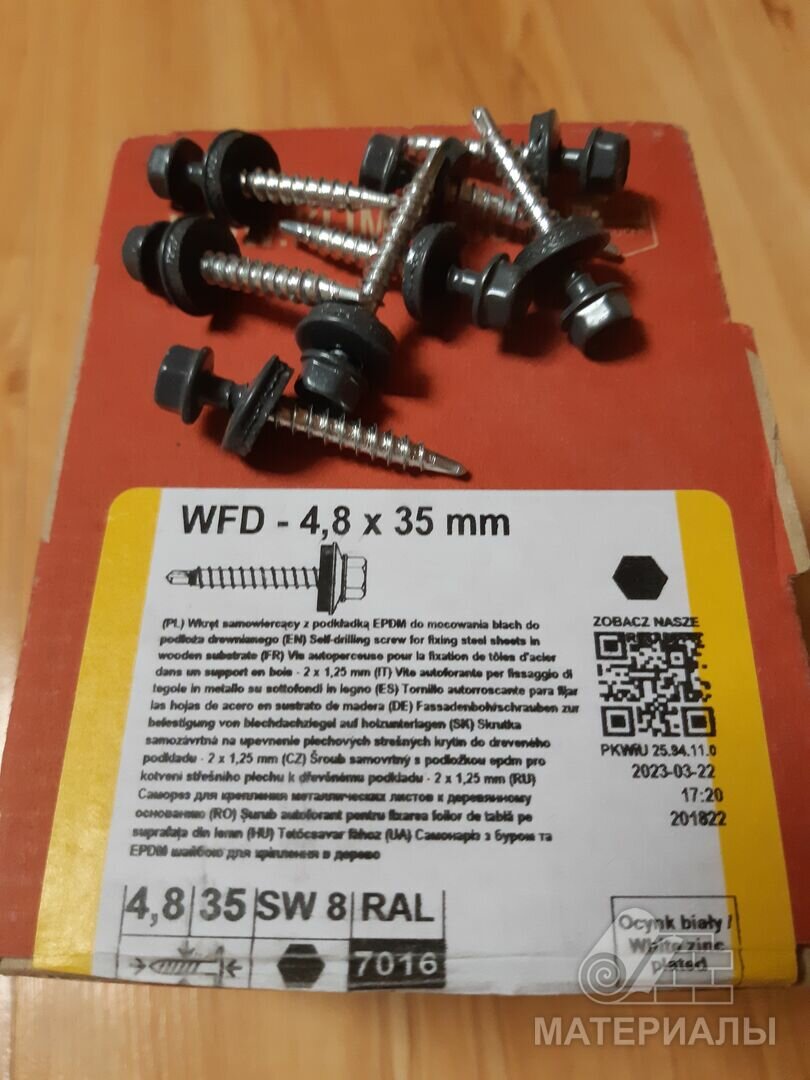 WFD - 4,8 x 35 mm
(PL) Wkręt samowiercący z podkładką EPDM do mocowania blach do
podłoża drewnianego (EN) Self-drilling screw for fixing steel sheets in
wooden substrate (FR) Vis autoperceuse pour la fixation de tôles d'acier
dans un support en bois - 2 x 1,25 mm (IT) Vite autoforante per fissaggio di
tegole in metallo su sottofondi in legno (ES) Tornillo autorroscante para fijar
las hojas de acero en sustrato de madera (DE) Fassadenbohrschrauben zur
befestigung von blechdachziegel auf holzunterlagen (SK) Skrutka
samozávrtná na upevnenie plechových strešných krytín do dreveného
podkladu - 2 x 1,25 mm (CZ) Šroub samovrtný s podložkou epdm pro
kotvení střešního plechu k dřevěnému podkladu - 2 x 1,25 mm (RU)
Саморез для крепления металлических листов к деревянному
основанию (RO) Şurub autoforant pentru fixarea foilor de tablă pe
suprafața din lemn (HU) Tetőcsavar fához (UA) Саморіз з буром та
EPDM шайбою для кріплення в дерево
ZOBACZ NASZE
PKWiU 25.94.11.0
2023-03-22
17:20
201822
4,8 35 SW 8 RAL
7016
Ocynk biały /
White zinc
plated
МАТЕРИАЛЫ